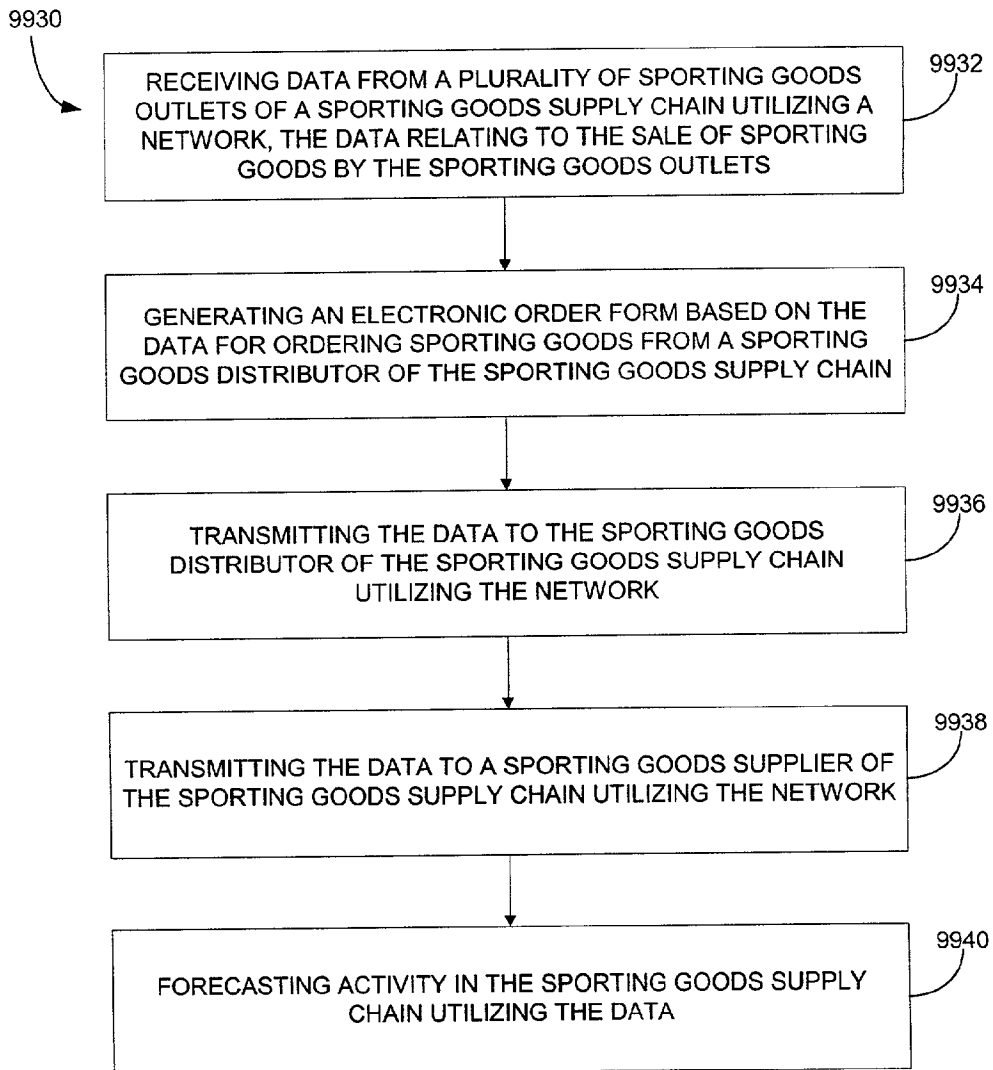 9930
RECEIVING DATA FROM A PLURALITY OF SPORTING GOODS
OUTLETS OF A SPORTING GOODS SUPPLY CHAIN UTILIZING A
NETWORK, THE DATA RELATING TO THE SALE OF SPORTING
GOODS BY THE SPORTING GOODS OUTLETS
9932
GENERATING AN ELECTRONIC ORDER FORM BASED ON THE
DATA FOR ORDERING SPORTING GOODS FROM A SPORTING
GOODS DISTRIBUTOR OF THE SPORTING GOODS SUPPLY CHAIN
9934
TRANSMITTING THE DATA TO THE SPORTING GOODS
DISTRIBUTOR OF THE SPORTING GOODS SUPPLY CHAIN
UTILIZING THE NETWORK
9936
TRANSMITTING THE DATA TO A SPORTING GOODS SUPPLIER OF
THE SPORTING GOODS SUPPLY CHAIN UTILIZING THE NETWORK
9938
FORECASTING ACTIVITY IN THE SPORTING GOODS SUPPLY
CHAIN UTILIZING THE DATA
9940